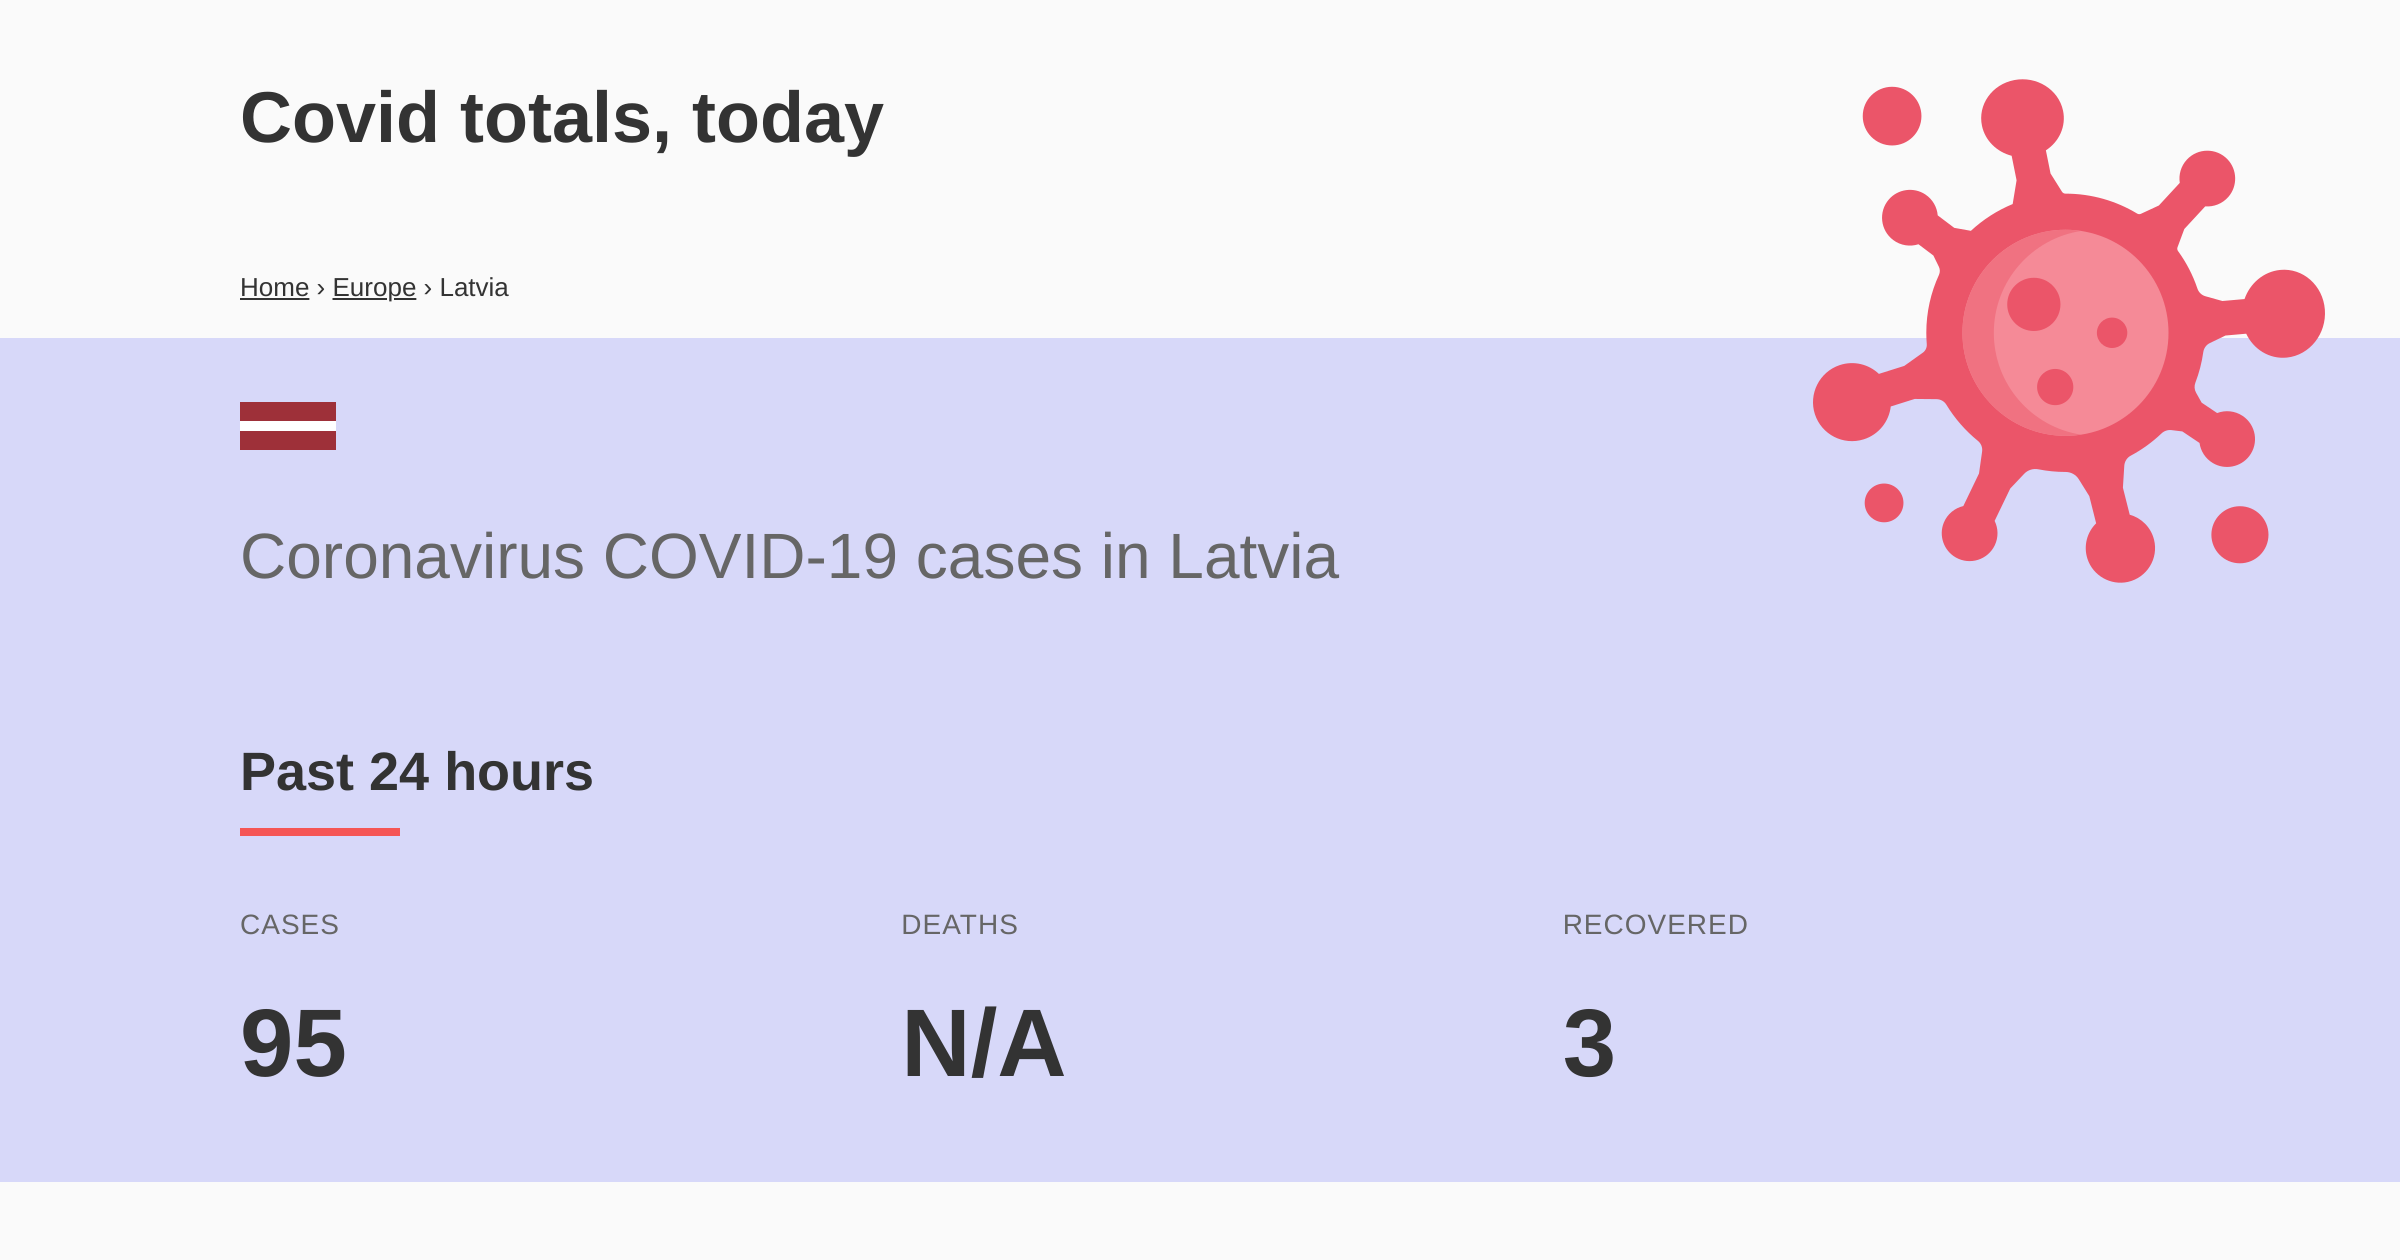 Covid totals, today
Home › Europe › Latvia
Coronavirus COVID-19 cases in Latvia
Past 24 hours
CASES DEATHS RECOVERED
95 N/A 3